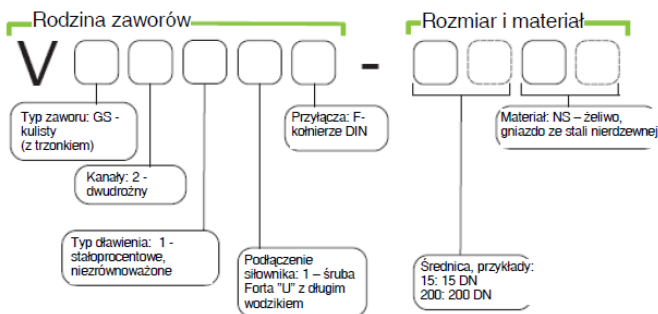 Rodzina zaworów
Rozmiar i materiał
V
-
Typ zaworu: GS -
kulisty
(z trzonkiem)
Przyłącza: F-
kołnierze DIN
Materiał: NS – żeliwo,
gniazdo ze stali nierdzewnej
Kanały: 2 -
dwudrożny
Typ dławienia: 1 -
stałoprocentowe,
niezrównoważone
Podłączenie
siłownika: 1 – śruba
Forta "U" z długim
wodzikiem
Średnica, przykłady:
15: 15 DN
200: 200 DN